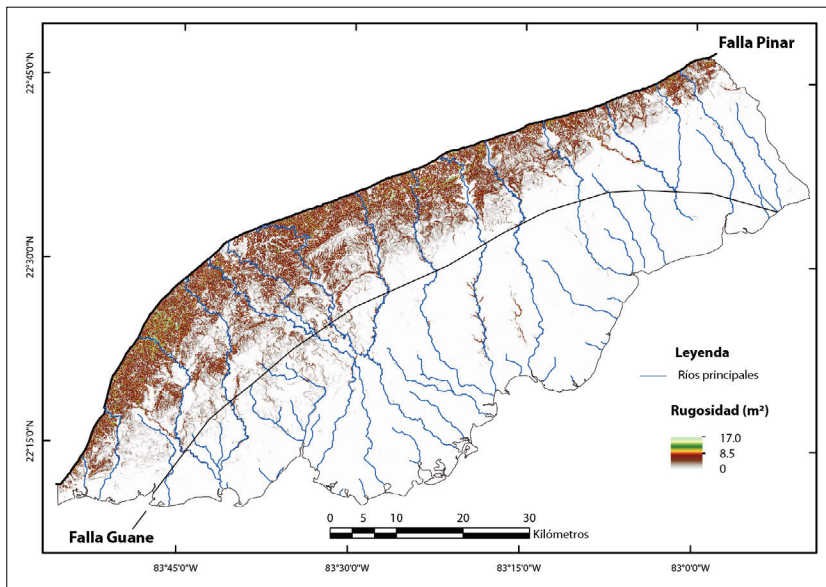 Falla Pinar
22°45'0"N
22°30'0"N
22°15'0"N
Leyenda
Ríos principales
Rugosidad (m²)
17.0
8.5
0
Falla Guane
0 5 10 20 30
Kilómetros
83°45'0"W 83°30'0"W 83°15'0"W 83°00'0"W